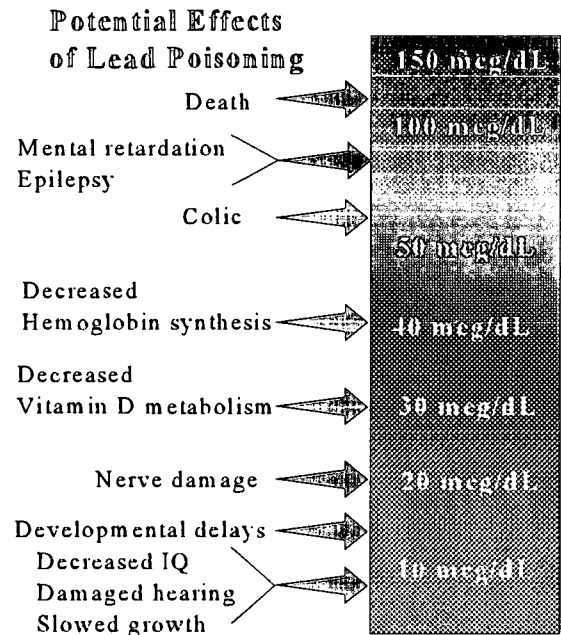 Potential Effects
of Lead Poisoning
150 mcg/dL
Death
100 mcg/dL
Mental retardation
Epilepsy
Colic
50 mcg/dL
Decreased
Hemoglobin synthesis
40 mcg/dL
Decreased
Vitamin D metabolism
30 mcg/dL
Nerve damage
20 mcg/dL
Developmental delays
Decreased IQ
Damaged hearing
Slowed growth
10 mcg/dL